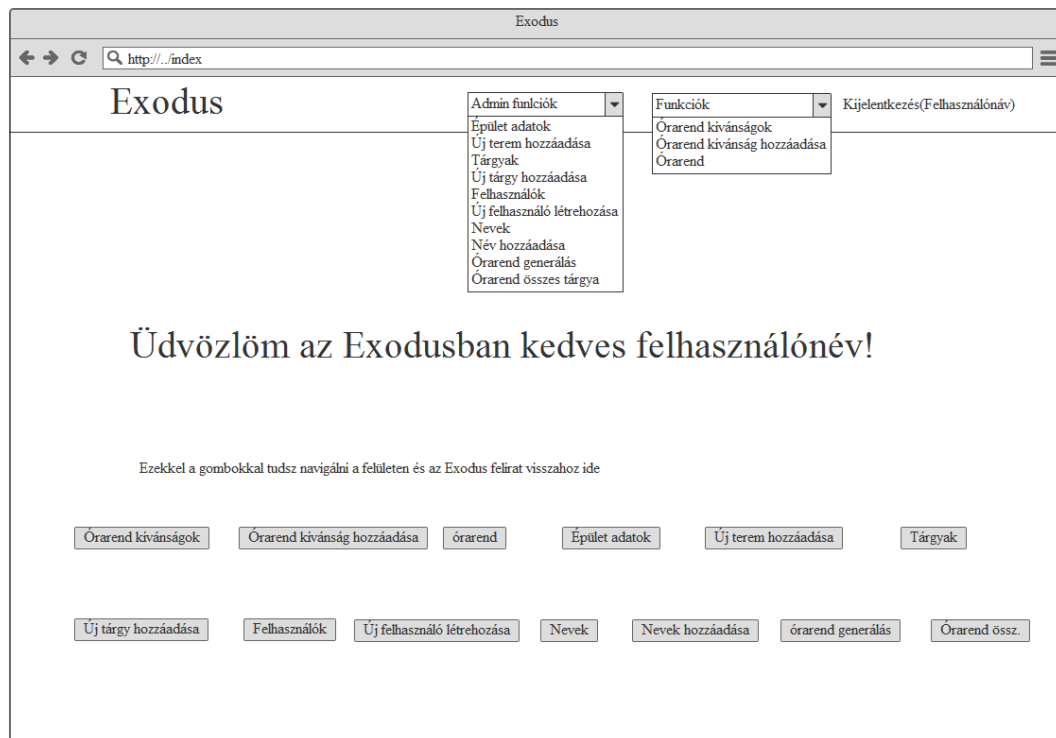 Exodus
http://../index
Exodus
Admin funlciók
Funkciók
Kijelentkezés(Felhasználónáv)
Épület adatok
Új terem hozzáadása
Tárgyak
Új tárgy hozzáadása
Felhasználók
Új felhasználó létrehozása
Nevek
Név hozzáadása
Órarend generálás
Órarend összes tárgya
Órarend kívánságok
Órarend kívánság hozzáadása
Órarend
Üdvözlöm az Exodusban kedves felhasználónév!
Ezekkel a gombokkal tudsz navigálni a felületen és az Exodus felirat visszahoz ide
Órarend kívánságok
Órarend kívánság hozzáadása
órarend
Épület adatok
Új terem hozzáadása
Tárgyak
Új tárgy hozzáadása
Felhasználók
Új felhasználó létrehozása
Nevek
Nevek hozzáadása
órarend generálás
Órarend össz.